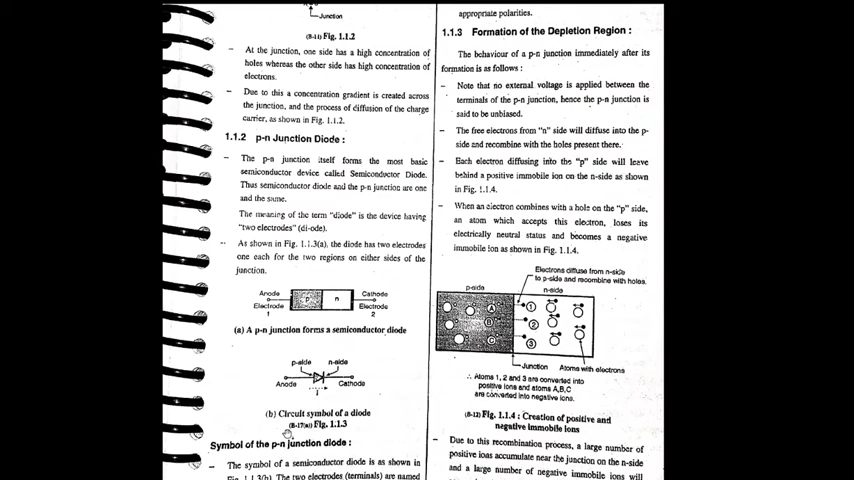 Junction
(B-11) Fig. 1.1.2
– At the junction, one side has a high concentration of
holes whereas the other side has high concentration of
electrons.
– Due to this a concentration gradient is created across
the junction, and the process of diffusion of the charge
carrier, as shown in Fig. 1.1.2.
1.1.2 p-n Junction Diode :
– The p-n junction itself forms the most basic
semiconductor device called Semiconductor Diode.
Thus semiconductor diode and the p-n junction are one
and the same.
The meaning of the term "diode" is the device having
"two electrodes" (di-ode).
– As shown in Fig. 1.1.3(a), the diode has two electrodes
one each for the two regions on either sides of the
junction.
Anode Cathode
p n
Electrode Electrode
1 2
(a) A p-n junction forms a semiconductor diode
p-side n-side
Anode Cathode
I
(b) Circuit symbol of a diode
(B-17(a)) Fig. 1.1.3
Symbol of the p-n junction diode :
– The symbol of a semiconductor diode is as shown in
Fig. 1.1.3(b). The two electrodes (terminals) are named
appropriate polarities.
1.1.3 Formation of the Depletion Region :
The behaviour of a p-n junction immediately after its
formation is as follows :
– Note that no external voltage is applied between the
terminals of the p-n junction, hence the p-n junction is
said to be unbiased.
– The free electrons from "n" side will diffuse into the p-
side and recombine with the holes present there.
– Each electron diffusing into the "p" side will leave
behind a positive immobile ion on the n-side as shown
in Fig. 1.1.4.
– When an electron combines with a hole on the "p" side,
an atom which accepts this electron, loses its
electrically neutral status and becomes a negative
immobile ion as shown in Fig. 1.1.4.
Electrons diffuse from n-side
to p-side and recombine with holes.
p-side n-side
A 1
B 2
C 3
Junction Atoms with electrons
∴ Atoms 1, 2 and 3 are converted into
positive ions and atoms A,B,C
are converted into negative ions.
(B-12) Fig. 1.1.4 : Creation of positive and
negative immobile ions
– Due to this recombination process, a large number of
positive ions accumulate near the junction on the n-side
and a large number of negative immobile ions will